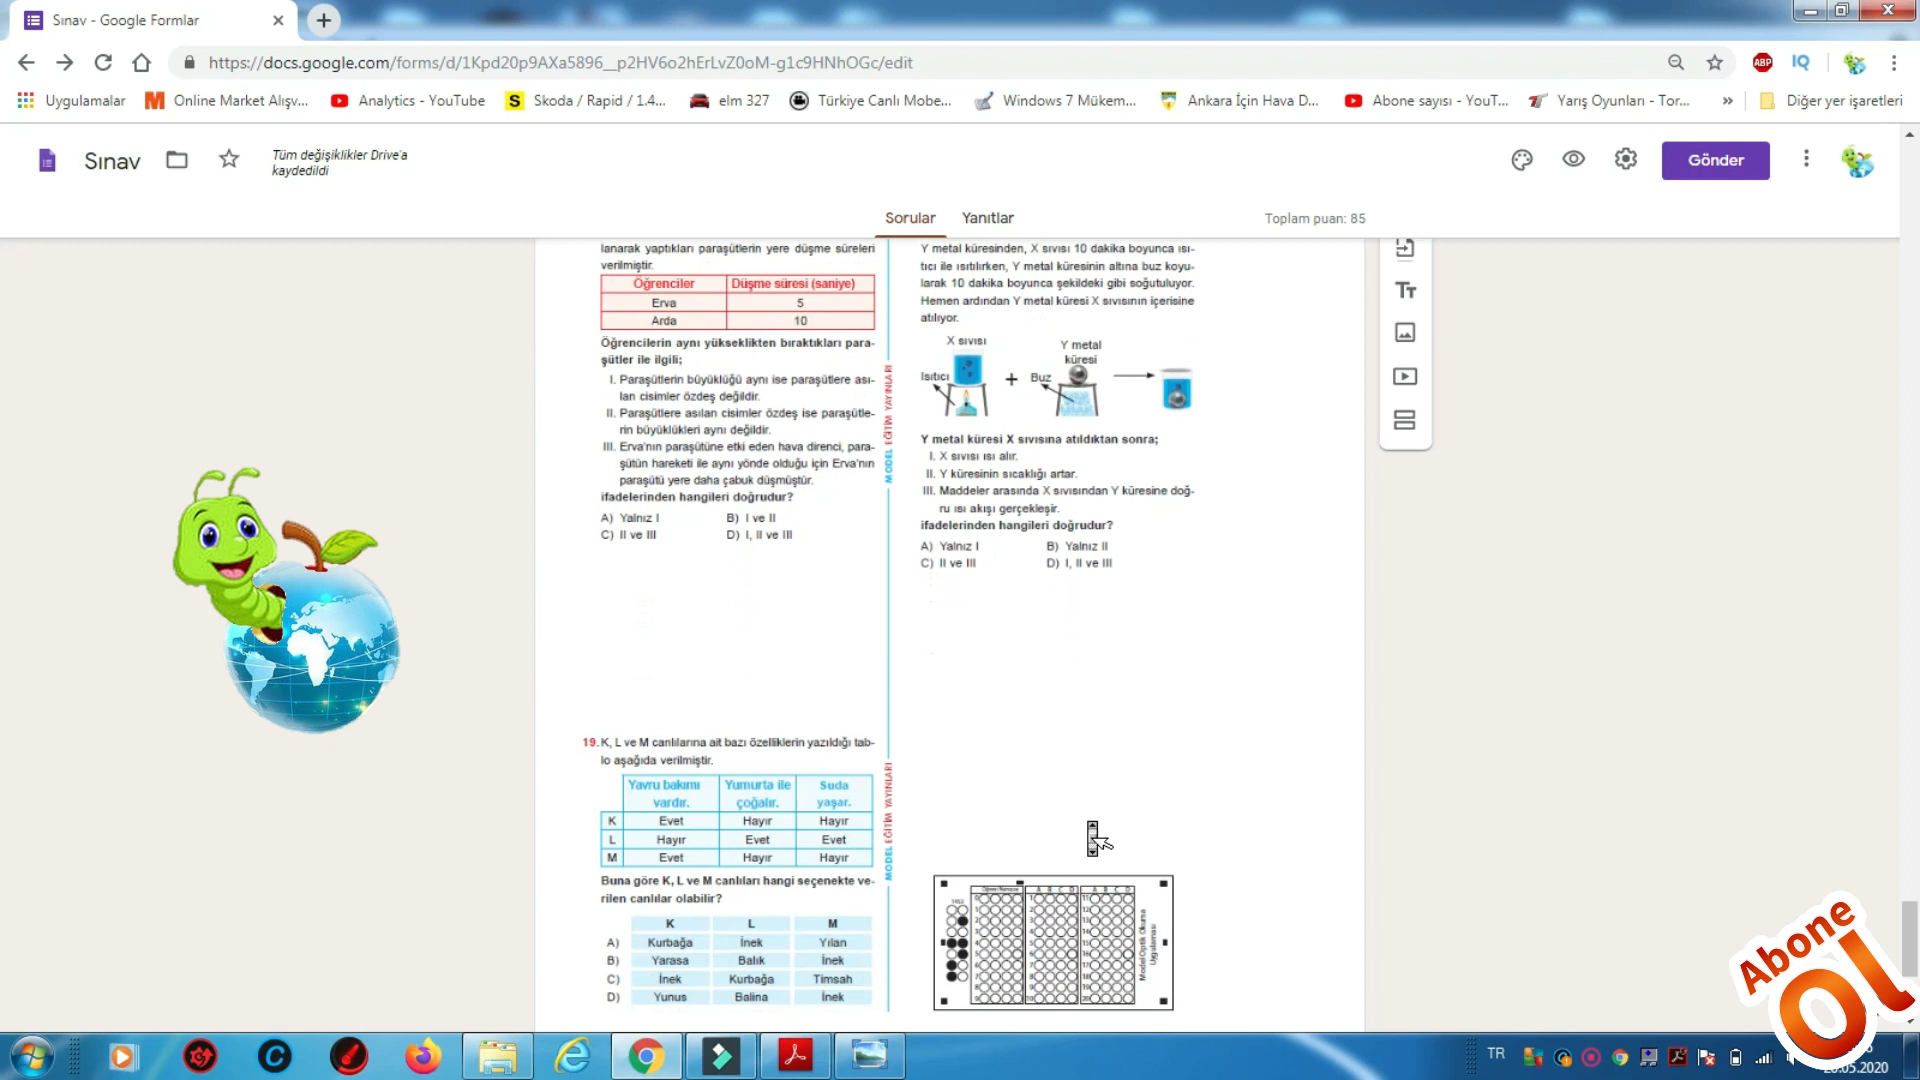 Sınav - Google Formlar
https://docs.google.com/forms/d/1Kpd20p9AXa5896__p2HV6o2hErLvZ0oM-g1c9HNhOGc/edit
ABP
IQ
Uygulamalar
Online Market Alışv...
Analytics - YouTube
Skoda / Rapid / 1.4...
elm 327
Türkiye Canlı Mobe...
Windows 7 Mükem...
Ankara İçin Hava D...
Abone sayısı - YouT...
Yarış Oyunları - Tor...
»
Diğer yer işaretleri
Sınav
Tüm değişiklikler Drive'a
kaydedildi
Gönder
Sorular
Yanıtlar
Toplam puan: 85
lanarak yaptıkları paraşütlerin yere düşme süreleri
verilmiştir.
Öğrenciler Düşme süresi (saniye)
Erva 5
Arda 10
Öğrencilerin aynı yükseklikten bıraktıkları para-
şütler ile ilgili;
I. Paraşütlerin büyüklüğü aynı ise paraşütlere ası-
lan cisimler özdeş değildir.
II. Paraşütlere asılan cisimler özdeş ise paraşütle-
rin büyüklükleri aynı değildir.
III. Erva'nın paraşütüne etki eden hava direnci, para-
şütün hareketi ile aynı yönde olduğu için Erva'nın
paraşütü yere daha çabuk düşmüştür.
ifadelerinden hangileri doğrudur?
A) Yalnız I B) I ve II
C) II ve III D) I, II ve III
MODEL EĞİTİM YAYINLARI
19. K, L ve M canlılarına ait bazı özelliklerin yazıldığı tab-
lo aşağıda verilmiştir.
Yavru bakımı Yumurta ile Suda
vardır. çoğalır. yaşar.
K Evet Hayır Hayır
L Hayır Evet Evet
M Evet Hayır Hayır
Buna göre K, L ve M canlıları hangi seçenekte ve-
rilen canlılar olabilir?
K L M
A) Kurbağa İnek Yılan
B) Yarasa Balık İnek
C) İnek Kurbağa Timsah
D) Yunus Balina İnek
MODEL EĞİTİM YAYINLARI
Y metal küresinden, X sıvısı 10 dakika boyunca ısı-
tıcı ile ısıtılırken, Y metal küresinin altına buz koyu-
larak 10 dakika boyunca şekildeki gibi soğutuluyor.
Hemen ardından Y metal küresi X sıvısının içerisine
atılıyor.
X sıvısı
Y metal
küresi
Isıtıcı
+
Buz
Y metal küresi X sıvısına atıldıktan sonra;
I. X sıvısı ısı alır.
II. Y küresinin sıcaklığı artar.
III. Maddeler arasında X sıvısından Y küresine doğ-
ru ısı akışı gerçekleşir.
ifadelerinden hangileri doğrudur?
A) Yalnız I B) Yalnız II
C) II ve III D) I, II ve III
A B C D
A B C D
Model Optik Okuma
Uygulaması
Abone
Ol
TR